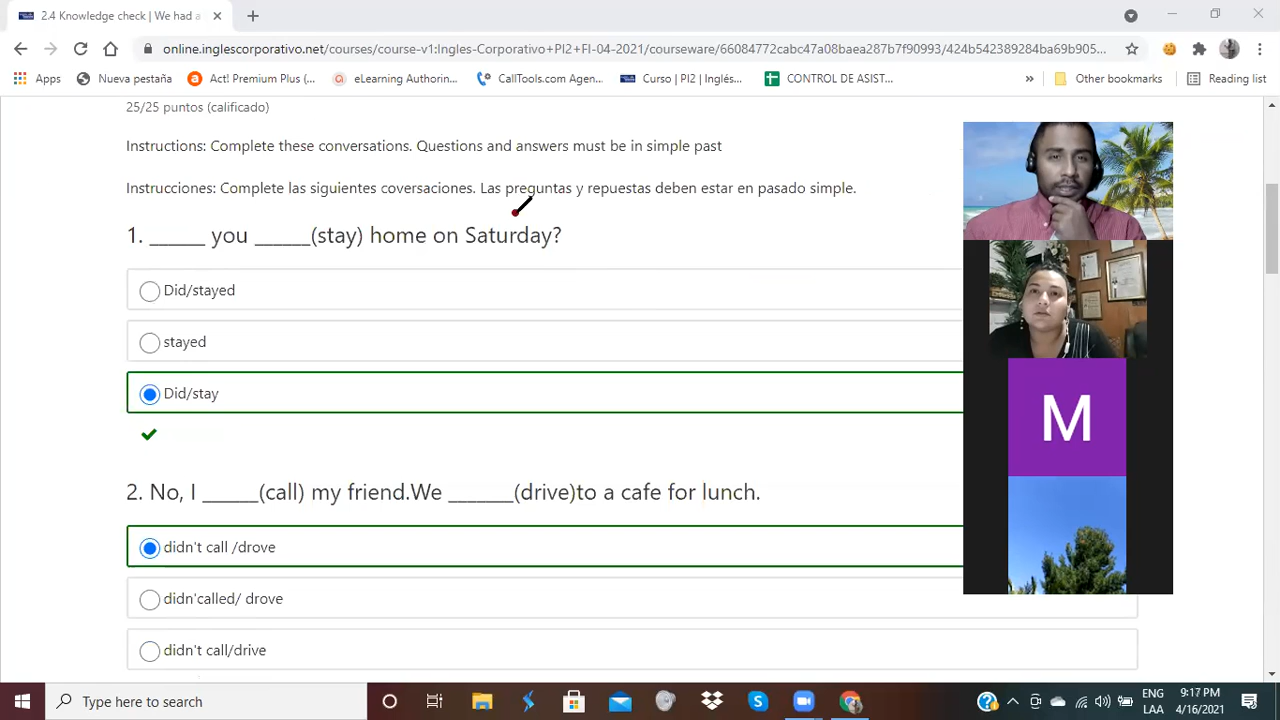 2.4 Knowledge check | We had a
online.inglescorporativo.net/courses/course-v1:Ingles-Corporativo+PI2+FI-04-2021/courseware/66084772cabc47a08baea287b7f90993/424b542389284ba69b905...
Apps Nueva pestaña Act! Premium Plus (... eLearning Authorin... CallTools.com Agen... Curso | PI2 | Inglés... CONTROL DE ASIST... » Other bookmarks Reading list
25/25 puntos (calificado)
Instructions: Complete these conversations. Questions and answers must be in simple past
Instrucciones: Complete las siguientes coversaciones. Las preguntas y repuestas deben estar en pasado simple.
1. ______ you ______(stay) home on Saturday?
Did/stayed
stayed
Did/stay
M
2. No, I ______(call) my friend.We _______(drive)to a cafe for lunch.
didn't call /drove
didn'called/ drove
didn't call/drive
Type here to search
ENG 9:17 PM
LAA 4/16/2021